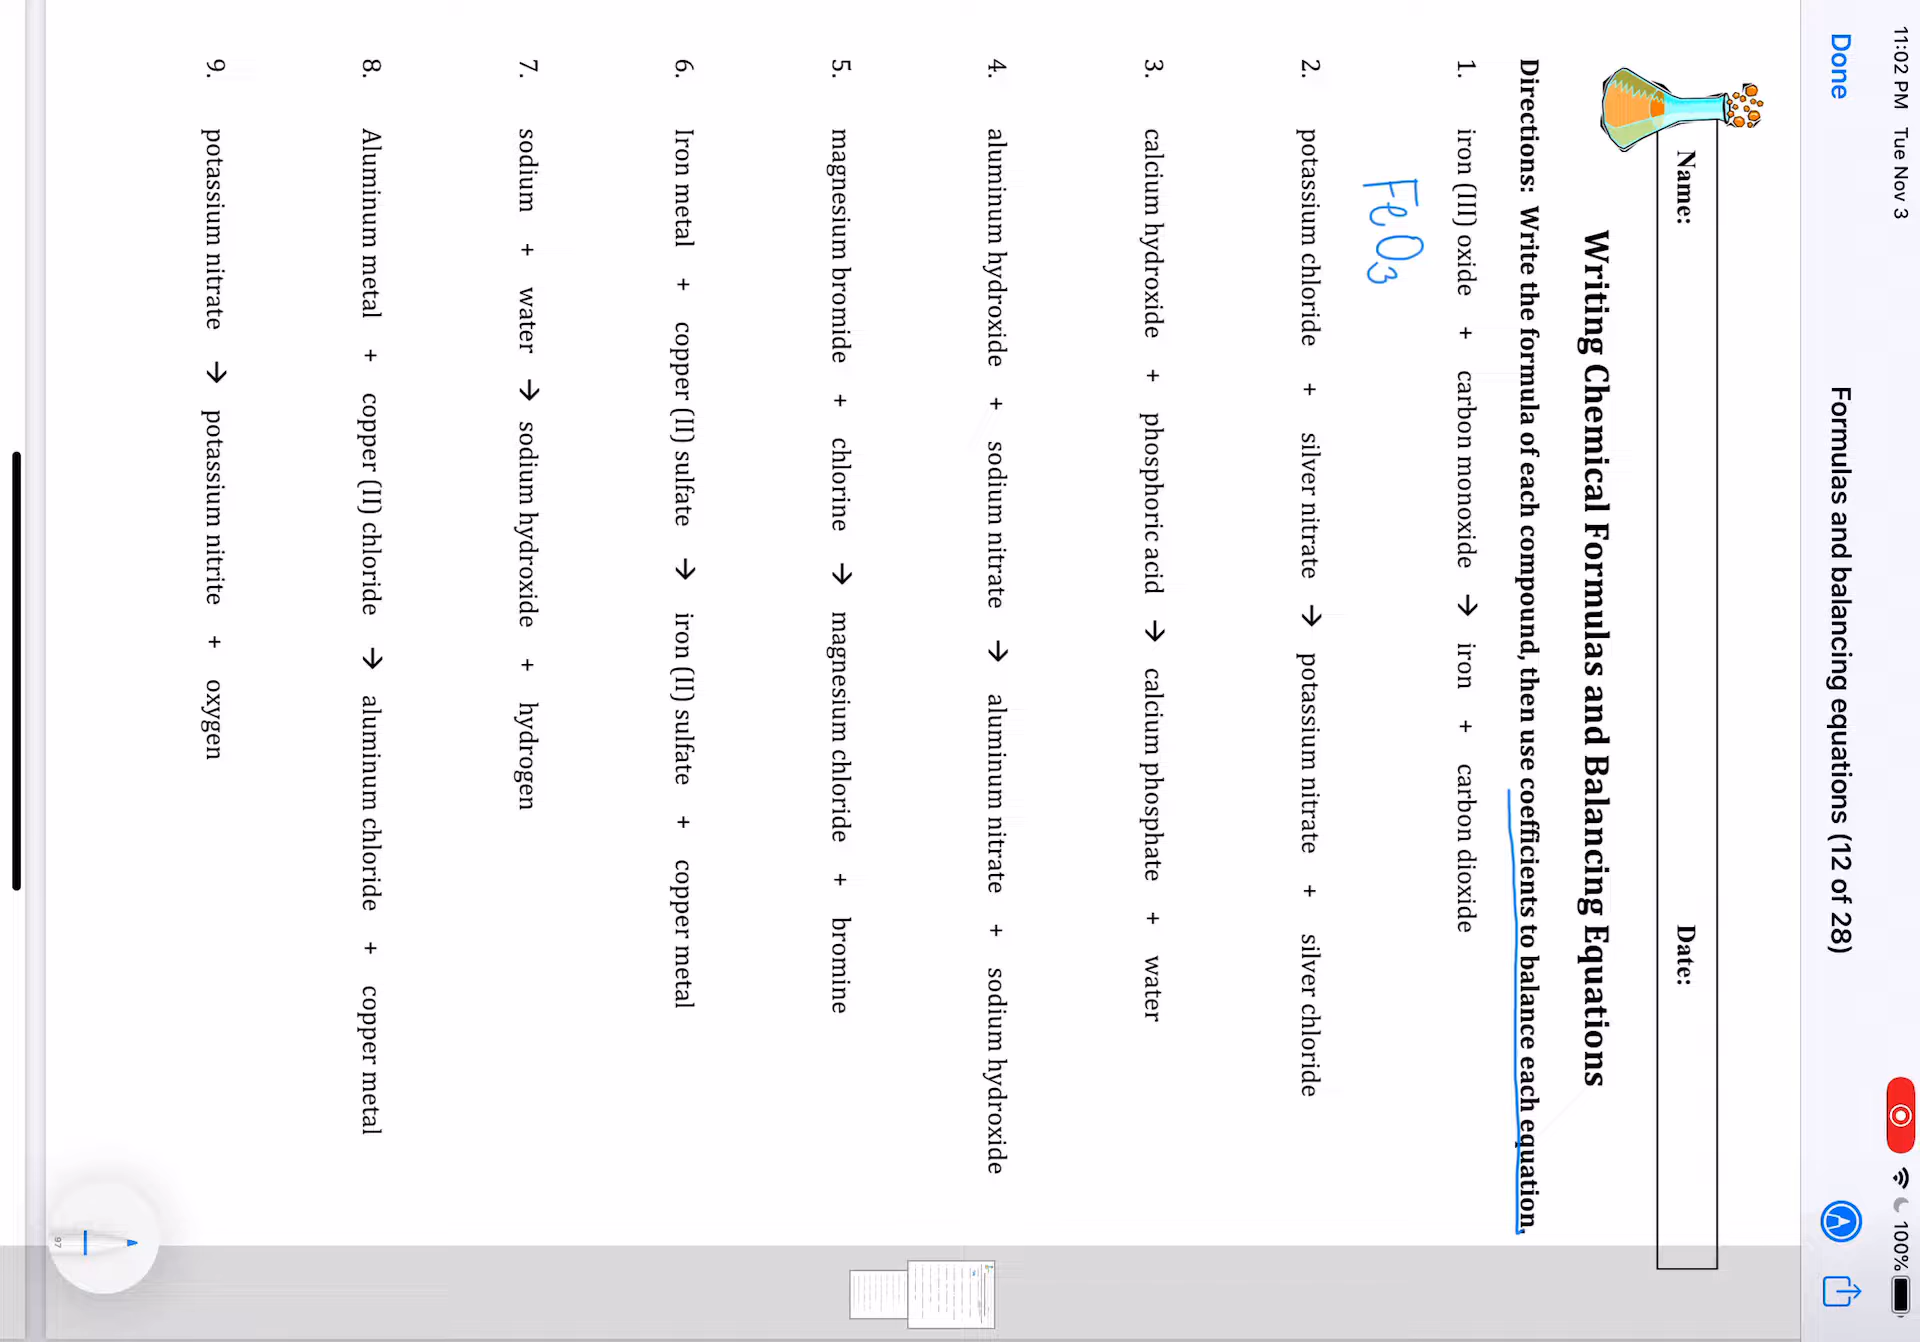 11:02 PM Tue Nov 3 100%
Done Formulas and balancing equations (12 of 28)
Name: Date:
Writing Chemical Formulas and Balancing Equations
Directions: Write the formula of each compound, then use coefficients to balance each equation.
1. iron (III) oxide + carbon monoxide → iron + carbon dioxide
FeO3
2. potassium chloride + silver nitrate → potassium nitrate + silver chloride
3. calcium hydroxide + phosphoric acid → calcium phosphate + water
4. aluminum hydroxide + sodium nitrate → aluminum nitrate + sodium hydroxide
5. magnesium bromide + chlorine → magnesium chloride + bromine
6. Iron metal + copper (II) sulfate → iron (II) sulfate + copper metal
7. sodium + water → sodium hydroxide + hydrogen
8. Aluminum metal + copper (II) chloride → aluminum chloride + copper metal
9. potassium nitrate → potassium nitrite + oxygen
97